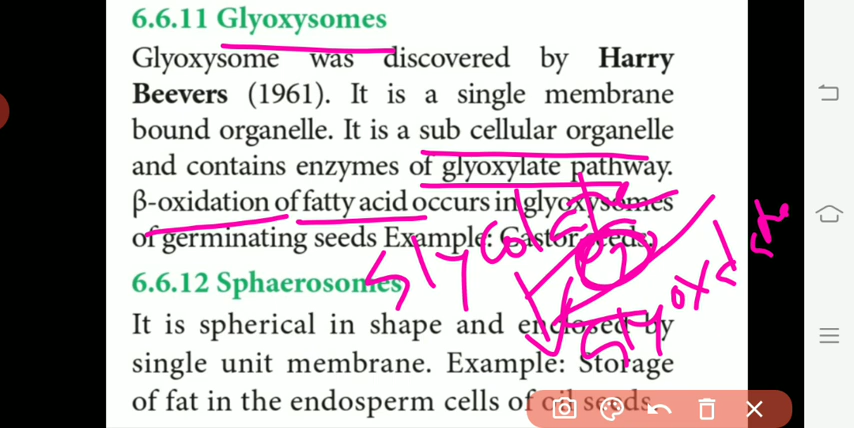 6.6.11 Glyoxysomes
Glyoxysome was discovered by Harry
Beevers (1961). It is a single membrane
bound organelle. It is a sub cellular organelle
and contains enzymes of glyoxylate pathway.
β-oxidation of fatty acid occurs in glyoxysomes
of germinating seeds Example: Castor seeds.
Glycolate
Glyoxylate
6.6.12 Sphaerosomes
It is spherical in shape and enclosed by
single unit membrane. Example: Storage
of fat in the endosperm cells of oil seeds.